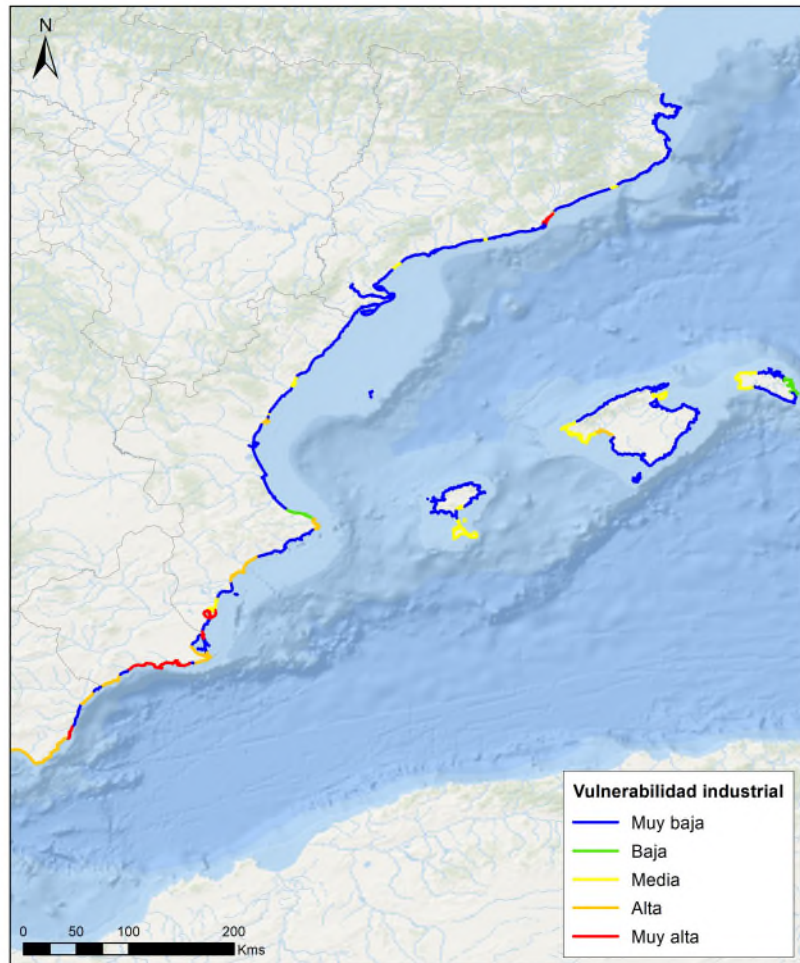 N
Vulnerabilidad industrial
Muy baja
Baja
Media
Alta
Muy alta
0 50 100 200
Kms